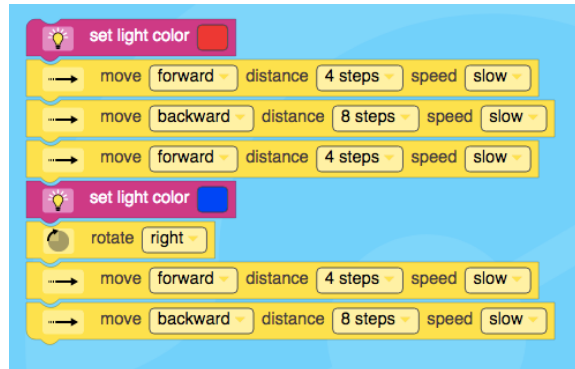 set light color
move forward distance 4 steps speed slow
move backward distance 8 steps speed slow
move forward distance 4 steps speed slow
set light color
rotate right
move forward distance 4 steps speed slow
move backward distance 8 steps speed slow